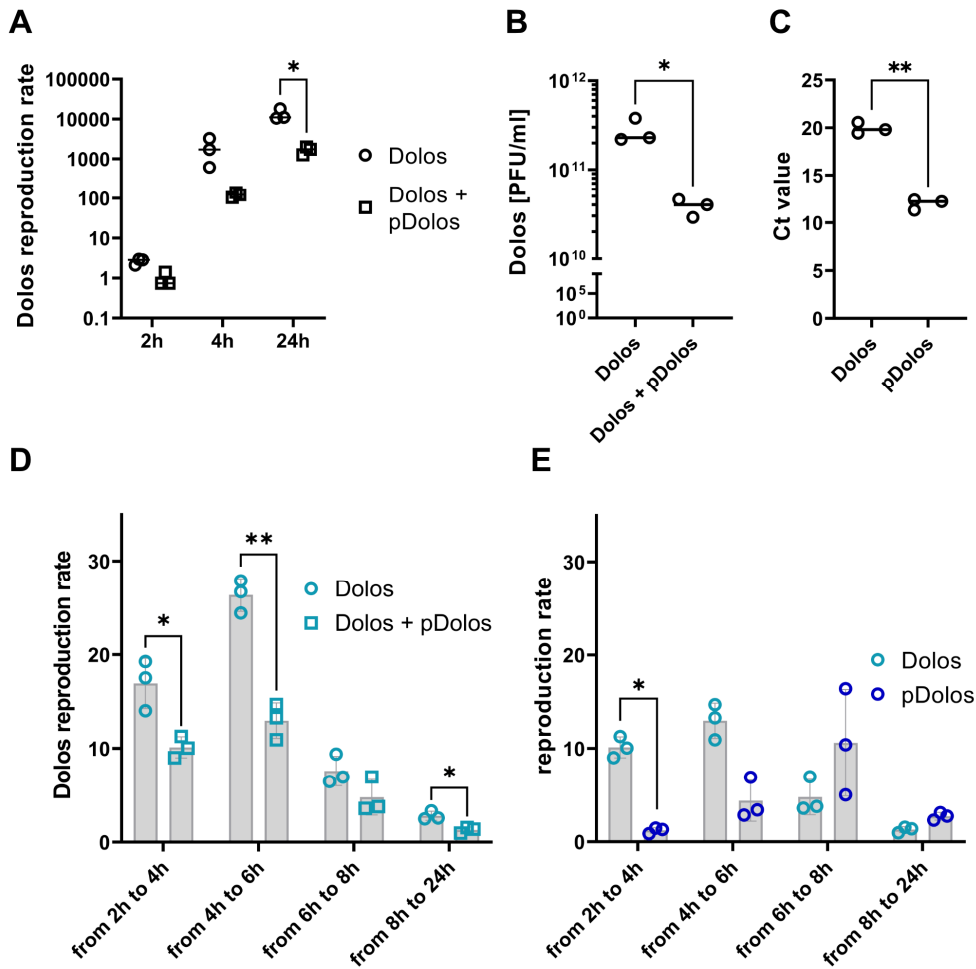 A
Dolos reproduction rate
100000
10000
1000
100
10
1
0.1
2h
4h
24h
*
Dolos
Dolos +
pDolos
B
Dolos [PFU/ml]
10¹²
10¹¹
10¹⁰
10⁵
10⁰
*
Dolos
Dolos + pDolos
C
Ct value
25
20
15
10
5
0
**
Dolos
pDolos
D
Dolos reproduction rate
30
20
10
0
*
**
*
Dolos
Dolos + pDolos
from 2h to 4h
from 4h to 6h
from 6h to 8h
from 8h to 24h
E
reproduction rate
30
20
10
0
*
Dolos
pDolos
from 2h to 4h
from 4h to 6h
from 6h to 8h
from 8h to 24h